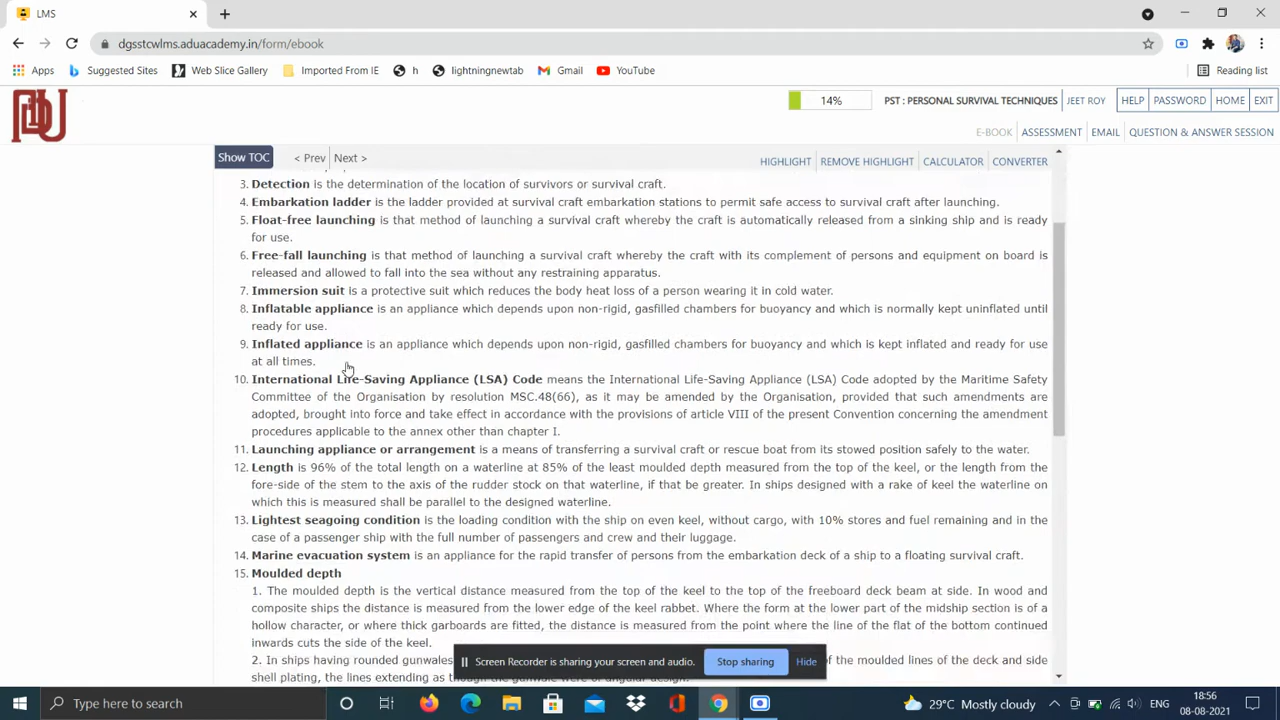 LMS
dgsstcwlms.aduacademy.in/form/ebook
Apps Suggested Sites Web Slice Gallery Imported From IE h lightningnewtab Gmail YouTube Reading list
14% PST : PERSONAL SURVIVAL TECHNIQUES JEET ROY HELP PASSWORD HOME EXIT
E-BOOK ASSESSMENT EMAIL QUESTION & ANSWER SESSION
Show TOC < Prev Next > HIGHLIGHT REMOVE HIGHLIGHT CALCULATOR CONVERTER
3. Detection is the determination of the location of survivors or survival craft.
4. Embarkation ladder is the ladder provided at survival craft embarkation stations to permit safe access to survival craft after launching.
5. Float-free launching is that method of launching a survival craft whereby the craft is automatically released from a sinking ship and is ready
for use.
6. Free-fall launching is that method of launching a survival craft whereby the craft with its complement of persons and equipment on board is
released and allowed to fall into the sea without any restraining apparatus.
7. Immersion suit is a protective suit which reduces the body heat loss of a person wearing it in cold water.
8. Inflatable appliance is an appliance which depends upon non-rigid, gasfilled chambers for buoyancy and which is normally kept uninflated until
ready for use.
9. Inflated appliance is an appliance which depends upon non-rigid, gasfilled chambers for buoyancy and which is kept inflated and ready for use
at all times.
10. International Life-Saving Appliance (LSA) Code means the International Life-Saving Appliance (LSA) Code adopted by the Maritime Safety
Committee of the Organisation by resolution MSC.48(66), as it may be amended by the Organisation, provided that such amendments are
adopted, brought into force and take effect in accordance with the provisions of article VIII of the present Convention concerning the amendment
procedures applicable to the annex other than chapter I.
11. Launching appliance or arrangement is a means of transferring a survival craft or rescue boat from its stowed position safely to the water.
12. Length is 96% of the total length on a waterline at 85% of the least moulded depth measured from the top of the keel, or the length from the
fore-side of the stem to the axis of the rudder stock on that waterline, if that be greater. In ships designed with a rake of keel the waterline on
which this is measured shall be parallel to the designed waterline.
13. Lightest seagoing condition is the loading condition with the ship on even keel, without cargo, with 10% stores and fuel remaining and in the
case of a passenger ship with the full number of passengers and crew and their luggage.
14. Marine evacuation system is an appliance for the rapid transfer of persons from the embarkation deck of a ship to a floating survival craft.
15. Moulded depth
1. The moulded depth is the vertical distance measured from the top of the keel to the top of the freeboard deck beam at side. In wood and
composite ships the distance is measured from the lower edge of the keel rabbet. Where the form at the lower part of the midship section is of a
hollow character, or where thick garboards are fitted, the distance is measured from the point where the line of the flat of the bottom continued
inwards cuts the side of the keel.
2. In ships having rounded gunwales of the moulded lines of the deck and side
shell plating, the lines extending as though the gunwale were of angular design.
Screen Recorder is sharing your screen and audio. Stop sharing Hide
Type here to search 29°C Mostly cloudy ENG 18:56
08-08-2021